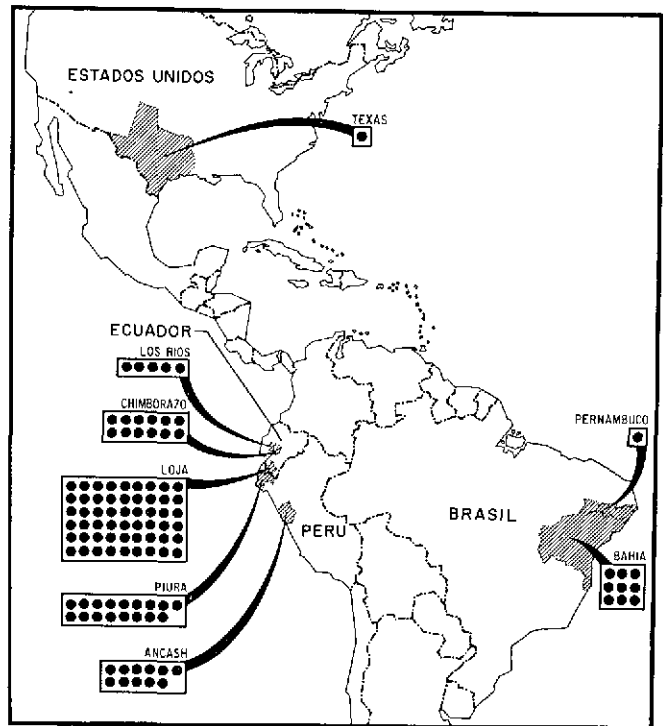 ESTADOS UNIDOS
TEXAS
ECUADOR
LOS RIOS
CHIMBORAZO
PERNAMBUCO
LOJA
BRASIL
PERU
BAHIA
PIURA
ANCASH